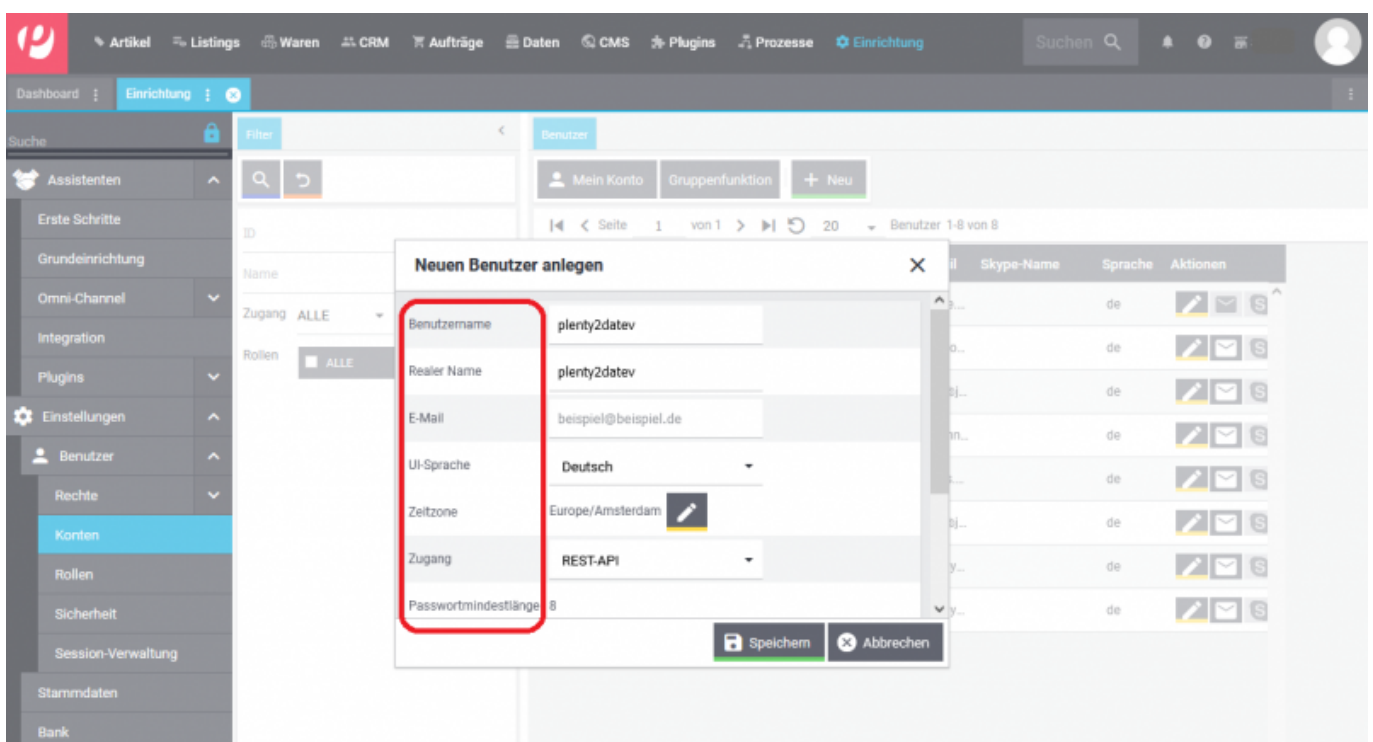 Artikel Listings Waren CRM Aufträge Daten CMS Plugins Prozesse Einrichtung Suchen
Dashboard Einrichtung
Suche
Assistenten
Erste Schritte
Grundeinrichtung
Omni-Channel
Integration
Plugins
Einstellungen
Benutzer
Rechte
Konten
Rollen
Sicherheit
Session-Verwaltung
Stammdaten
Bank
Filter
ID
Name
Zugang ALLE
Rollen ALLE
Benutzer
Mein Konto Gruppenfunktion + Neu
Seite 1 von 1 20 Benutzer 1-8 von 8
Skype-Name Sprache Aktionen
de
de
de
de
de
de
de
de
Neuen Benutzer anlegen
Benutzername plenty2datev
Realer Name plenty2datev
E-Mail beispiel@beispiel.de
UI-Sprache Deutsch
Zeitzone Europe/Amsterdam
Zugang REST-API
Passwortmindestlänge 8
Speichern Abbrechen